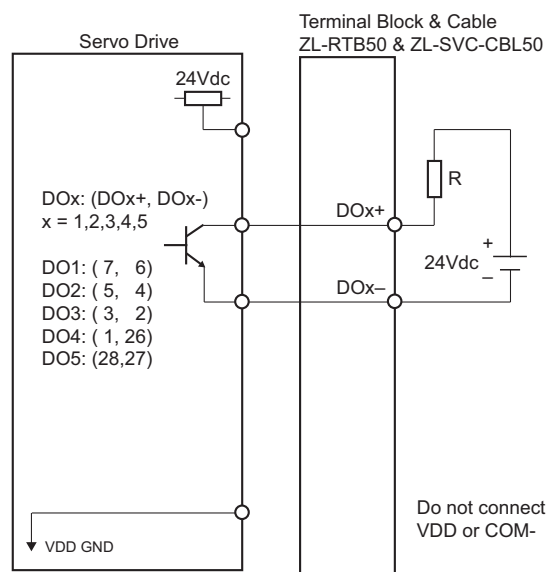 Terminal Block & Cable
Servo Drive
ZL-RTB50 & ZL-SVC-CBL50
24Vdc
DOx: (DOx+, DOx-)
x = 1,2,3,4,5
DO1: ( 7, 6)
DO2: ( 5, 4)
DO3: ( 3, 2)
DO4: ( 1, 26)
DO5: (28,27)
DOx+
R
+
24Vdc
–
DOx–
Do not connect
VDD or COM-
VDD GND